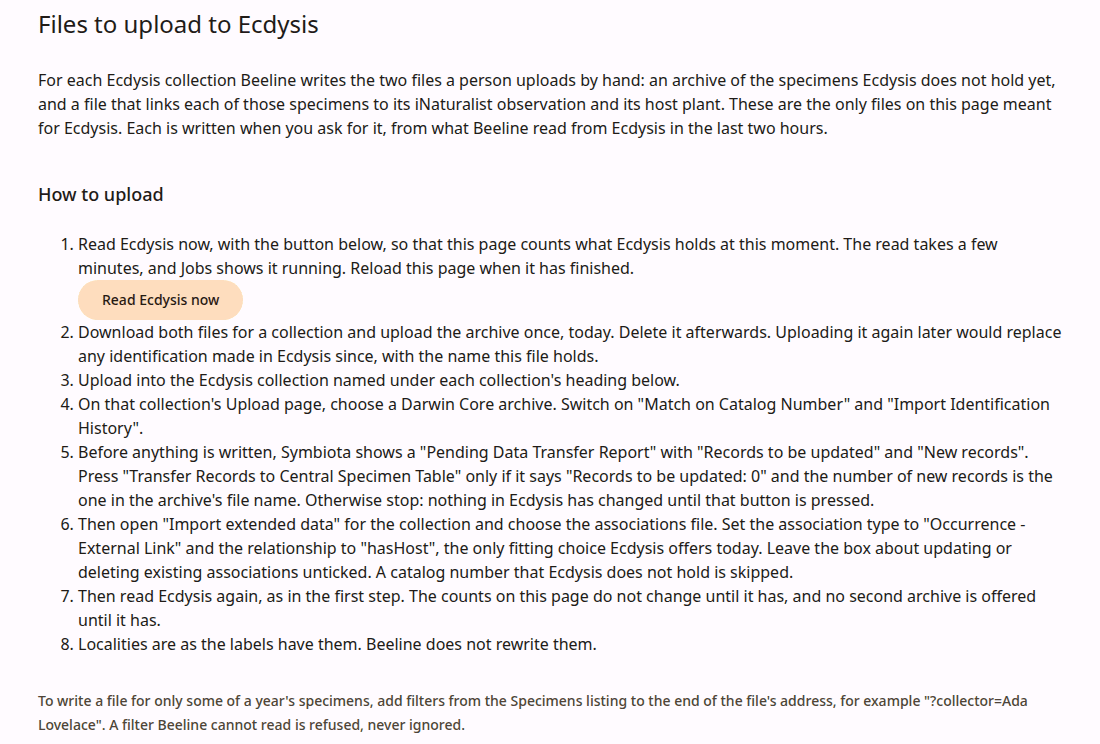 Files to upload to Ecdysis
For each Ecdysis collection Beeline writes the two files a person uploads by hand: an archive of the specimens Ecdysis does not hold yet,
and a file that links each of those specimens to its iNaturalist observation and its host plant. These are the only files on this page meant
for Ecdysis. Each is written when you ask for it, from what Beeline read from Ecdysis in the last two hours.
How to upload
1. Read Ecdysis now, with the button below, so that this page counts what Ecdysis holds at this moment. The read takes a few
minutes, and Jobs shows it running. Reload this page when it has finished.
Read Ecdysis now
2. Download both files for a collection and upload the archive once, today. Delete it afterwards. Uploading it again later would replace
any identification made in Ecdysis since, with the name this file holds.
3. Upload into the Ecdysis collection named under each collection's heading below.
4. On that collection's Upload page, choose a Darwin Core archive. Switch on "Match on Catalog Number" and "Import Identification
History".
5. Before anything is written, Symbiota shows a "Pending Data Transfer Report" with "Records to be updated" and "New records".
Press "Transfer Records to Central Specimen Table" only if it says "Records to be updated: 0" and the number of new records is the
one in the archive's file name. Otherwise stop: nothing in Ecdysis has changed until that button is pressed.
6. Then open "Import extended data" for the collection and choose the associations file. Set the association type to "Occurrence -
External Link" and the relationship to "hasHost", the only fitting choice Ecdysis offers today. Leave the box about updating or
deleting existing associations unticked. A catalog number that Ecdysis does not hold is skipped.
7. Then read Ecdysis again, as in the first step. The counts on this page do not change until it has, and no second archive is offered
until it has.
8. Localities are as the labels have them. Beeline does not rewrite them.
To write a file for only some of a year's specimens, add filters from the Specimens listing to the end of the file's address, for example "?collector=Ada
Lovelace". A filter Beeline cannot read is refused, never ignored.